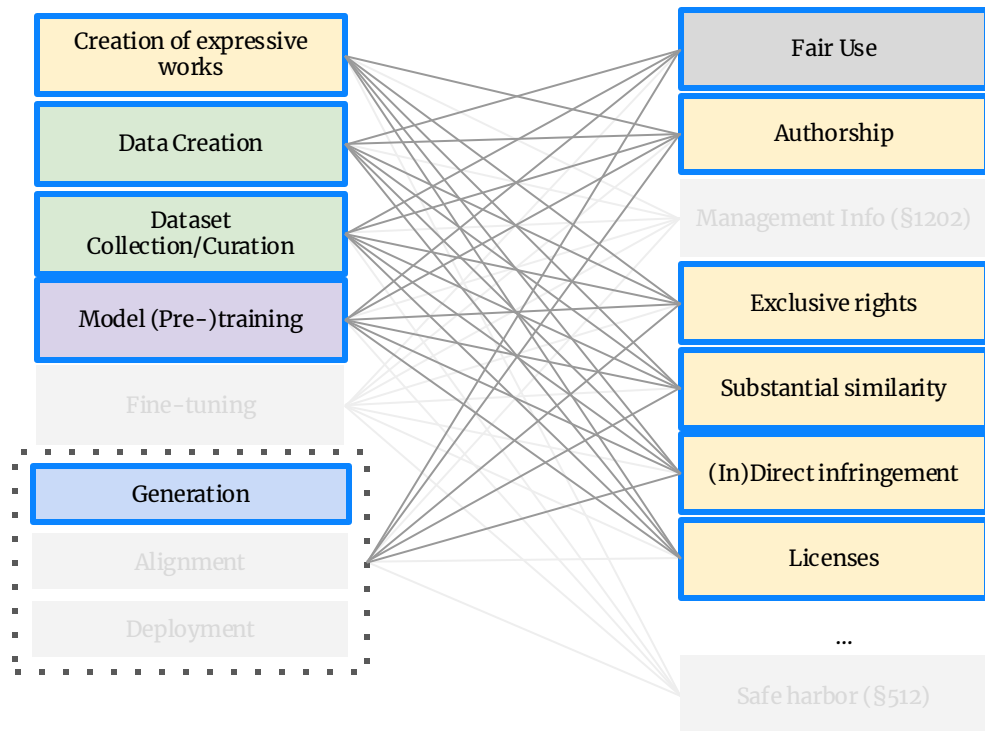 Creation of expressive
works
Data Creation
Dataset
Collection/Curation
Model (Pre-)training
Fine-tuning
Generation
Alignment
Deployment
Fair Use
Authorship
Management Info (§1202)
Exclusive rights
Substantial similarity
(In)Direct infringement
Licenses
...
Safe harbor (§512)